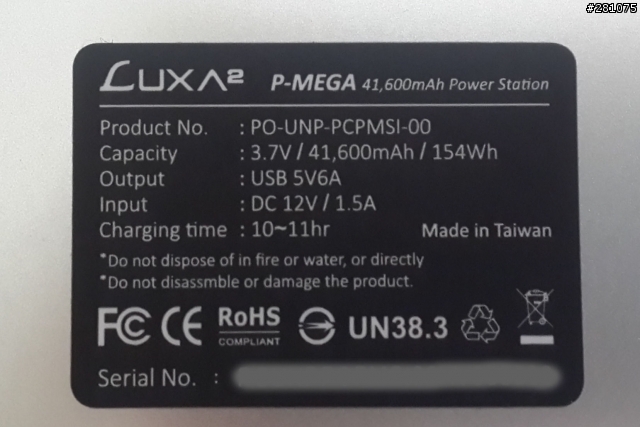 #281075
LUXA2 P-MEGA 41,600mAh Power Station
Product No. : PO-UNP-PCPMSI-00
Capacity : 3.7V / 41,600mAh / 154Wh
Output : USB 5V6A
Input : DC 12V / 1.5A
Charging time : 10~11hr Made in Taiwan
*Do not dispose of in fire or water, or directly
*Do not disassmble or damage the product.
FC CE RoHS COMPLIANT UN38.3
Serial No. :